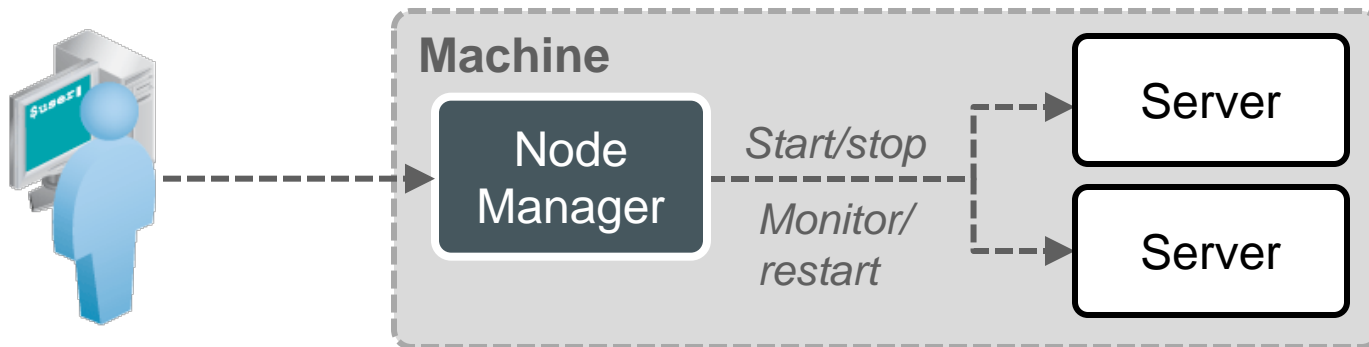 $user
Machine
Node
Manager
Start/stop
Monitor/
restart
Server
Server